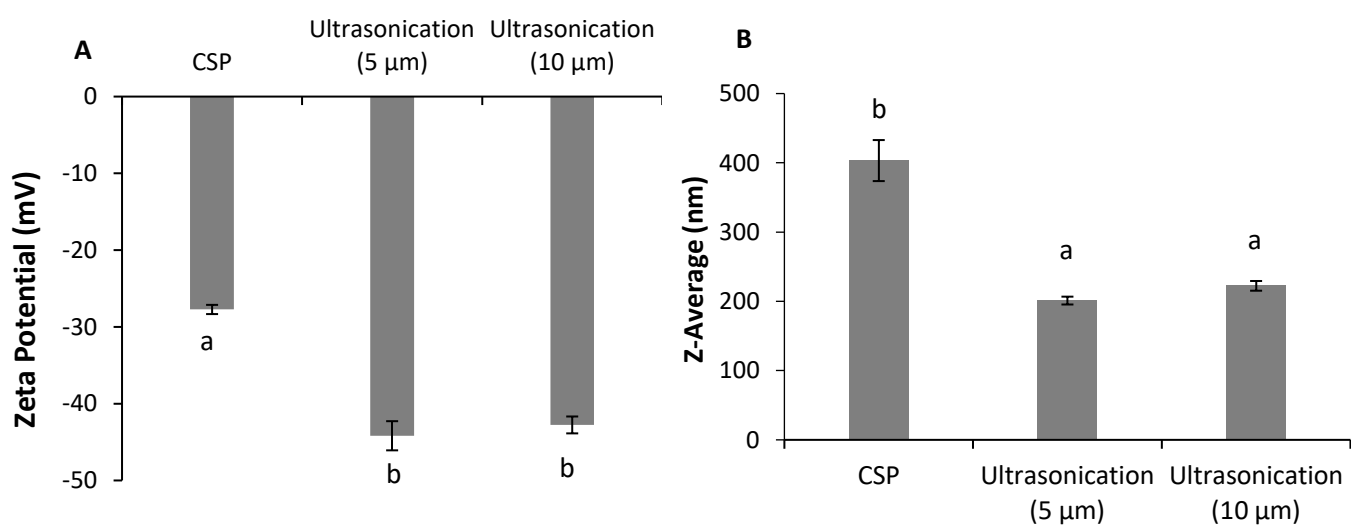 A
CSP
Ultrasonication
(5 µm)
Ultrasonication
(10 µm)
Zeta Potential (mV)
0
-10
-20
-30
-40
-50
a
b
b
B
Z-Average (nm)
500
400
300
200
100
0
b
a
a
CSP
Ultrasonication
(5 µm)
Ultrasonication
(10 µm)